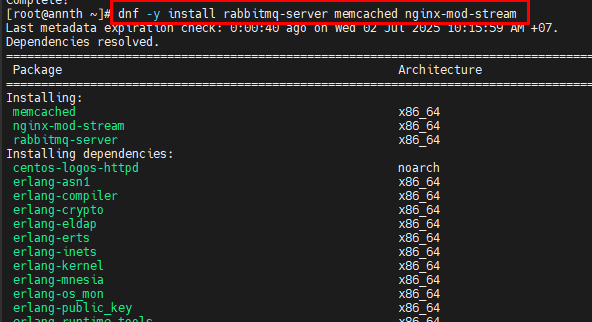 Complete!
[root@annth ~]# dnf -y install rabbitmq-server memcached nginx-mod-stream
Last metadata expiration check: 0:00:40 ago on Wed 02 Jul 2025 10:15:59 AM +07.
Dependencies resolved.
================================================================================
Package Architecture
================================================================================
Installing:
memcached x86_64
nginx-mod-stream x86_64
rabbitmq-server x86_64
Installing dependencies:
centos-logos-httpd noarch
erlang-asn1 x86_64
erlang-compiler x86_64
erlang-crypto x86_64
erlang-eldap x86_64
erlang-erts x86_64
erlang-inets x86_64
erlang-kernel x86_64
erlang-mnesia x86_64
erlang-os_mon x86_64
erlang-public_key x86_64
erlang-runtime_tools x86_64